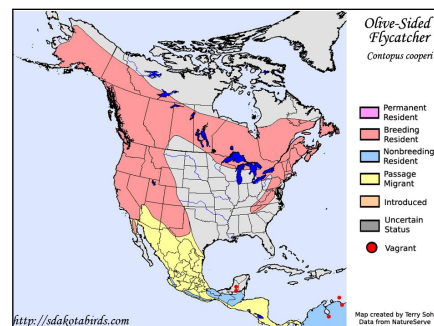 Olive-Sided
Flycatcher
Contopus cooperi
Permanent
Resident
Breeding
Resident
Nonbreeding
Resident
Passage
Migrant
Introduced
Uncertain
Status
Vagrant
http://sdakotabirds.com
Map created by Terry Soh
Data from NatureServe